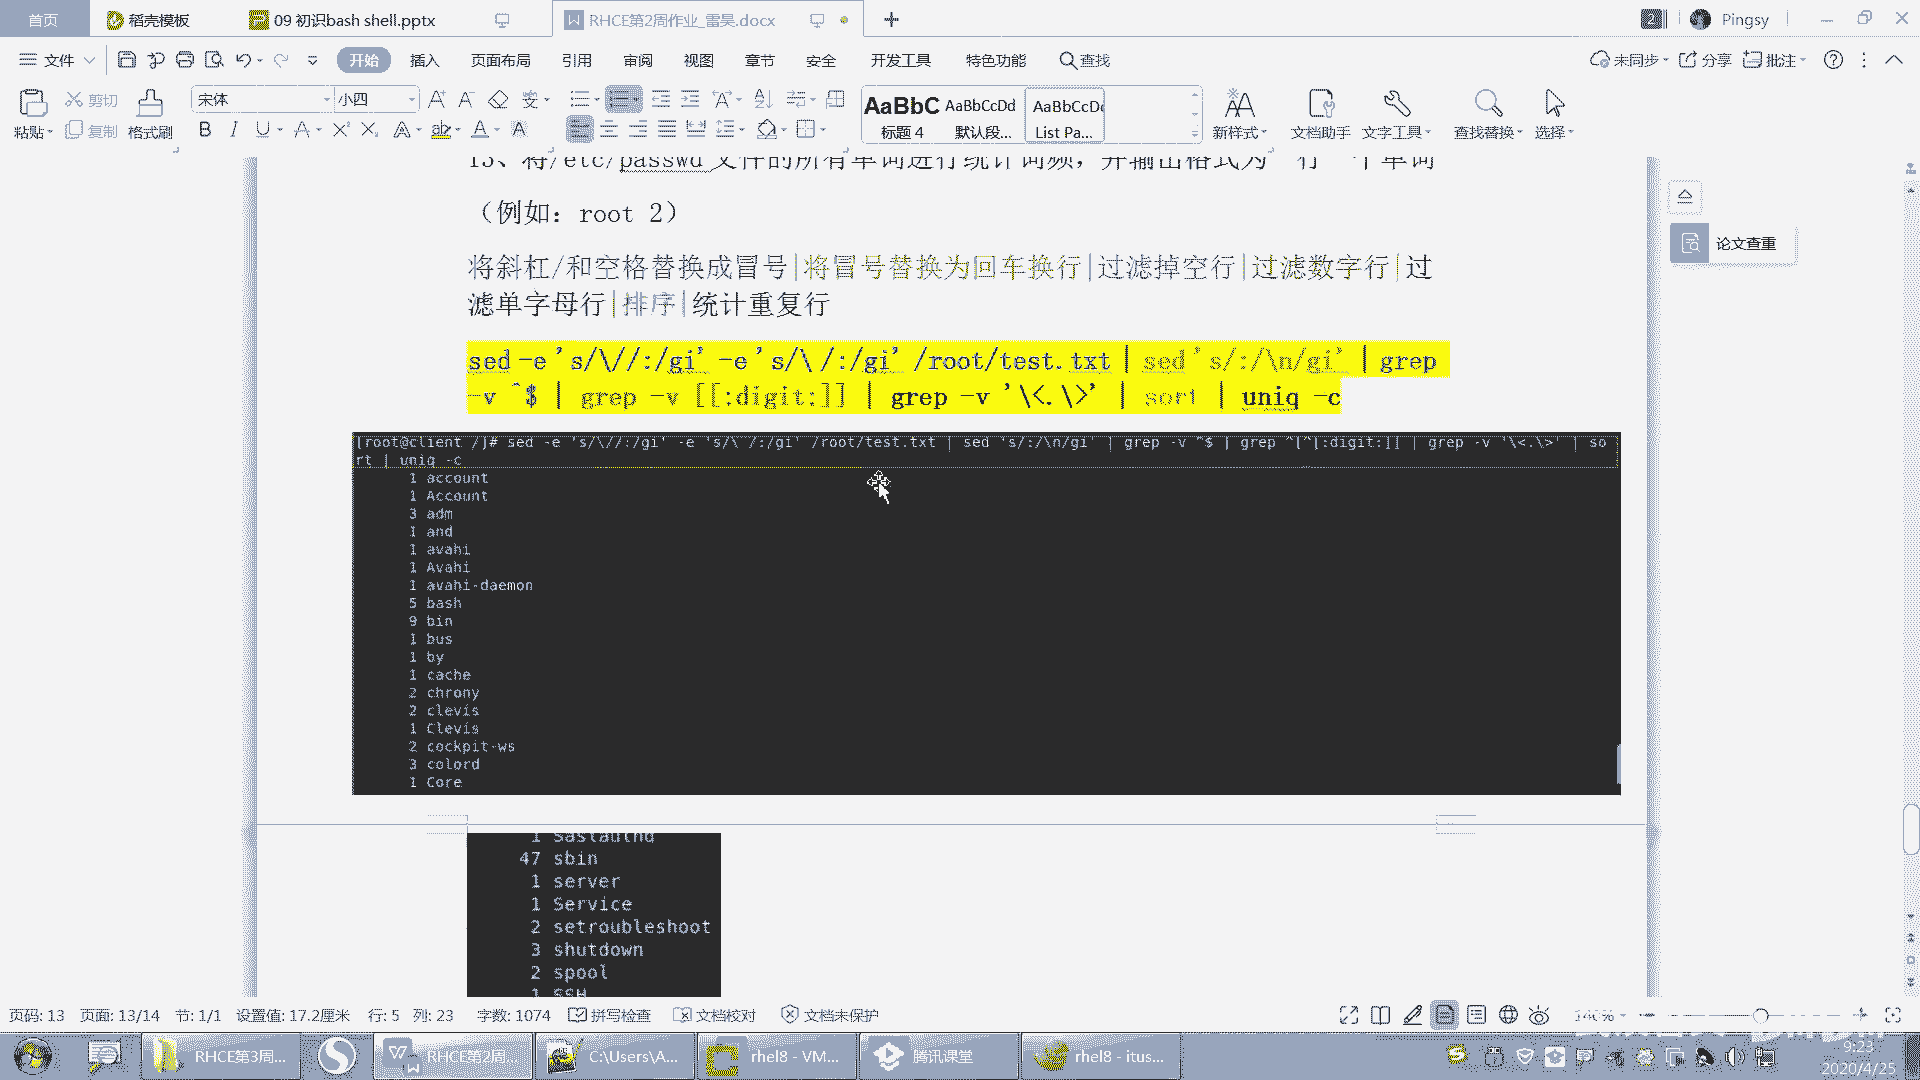 首页
稻壳模板
09 初识bash shell.pptx
RHCE第2周作业_雷昊.docx
2
Pingsy
文件
开始
插入
页面布局
引用
审阅
视图
章节
安全
开发工具
特色功能
查找
未同步
分享
批注
粘贴
剪切
复制
格式刷
宋体
小四
AaBbC
标题 4
AaBbCcDd
默认段...
AaBbCcD
List Pa...
新样式
文档助手
文字工具
查找替换
选择
13、将/etc/passwd 文件的所有单词进行统计词频，并输出格式为一行一个单词
（例如：root 2）
将斜杠/和空格替换成冒号|将冒号替换为回车换行|过滤掉空行|过滤数字行|过
滤单字母行|排序|统计重复行
sed -e 's/\//:/gi' -e 's/\ /:/gi' /root/test.txt | sed 's/:/\n/gi' | grep
-v ^$ | grep -v [[:digit:]] | grep -v '\<.\>' | sort | uniq -c
[root@client /]# sed -e 's/\//:/gi' -e 's/\ /:/gi' /root/test.txt | sed 's/:/\n/gi' | grep -v ^$ | grep ^[^[:digit:]] | grep -v '\<.\>' | so
rt | uniq -c
1 account
1 Account
3 adm
1 and
1 avahi
1 Avahi
1 avahi-daemon
5 bash
9 bin
1 bus
1 by
1 cache
2 chrony
2 clevis
1 Clevis
2 cockpit-ws
3 colord
1 Core
1 saslauthd
47 sbin
1 server
1 Service
2 setroubleshoot
3 shutdown
2 spool
1 SSH
论文查重
页码: 13
页面: 13/14
节: 1/1
设置值: 17.2厘米
行: 5
列: 23
字数: 1074
拼写检查
文档校对
文档未保护
140%
RHCE第3周...
RHCE第2周...
C:\Users\A...
rhel8 - VM...
腾讯课堂
rhel8 - itus...
9:23
2020/4/25